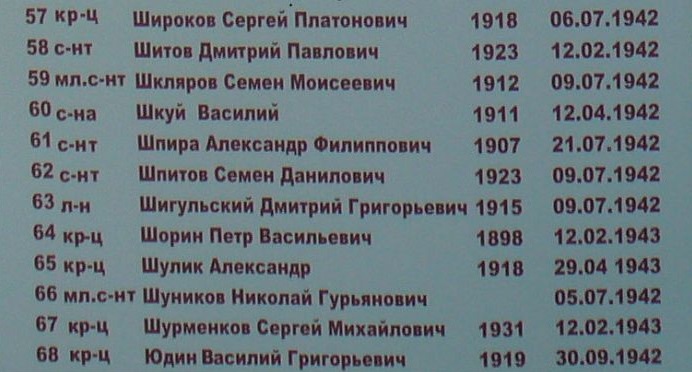 57 кр-ц Широков Сергей Платонович 1918 06.07.1942
58 с-нт Шитов Дмитрий Павлович 1923 12.02.1942
59 мл.с-нт Шкляров Семен Моисеевич 1912 09.07.1942
60 с-на Шкуй Василий 1911 12.04.1942
61 с-нт Шпира Александр Филиппович 1907 21.07.1942
62 с-нт Шпитов Семен Данилович 1923 09.07.1942
63 л-н Шигульский Дмитрий Григорьевич 1915 09.07.1942
64 кр-ц Шорин Петр Васильевич 1898 12.02.1943
65 кр-ц Шулик Александр 1918 29.04 1943
66 мл.с-нт Шуников Николай Гурьянович 05.07.1942
67 кр-ц Шурменков Сергей Михайлович 1931 12.02.1943
68 кр-ц Юдин Василий Григорьевич 1919 30.09.1942